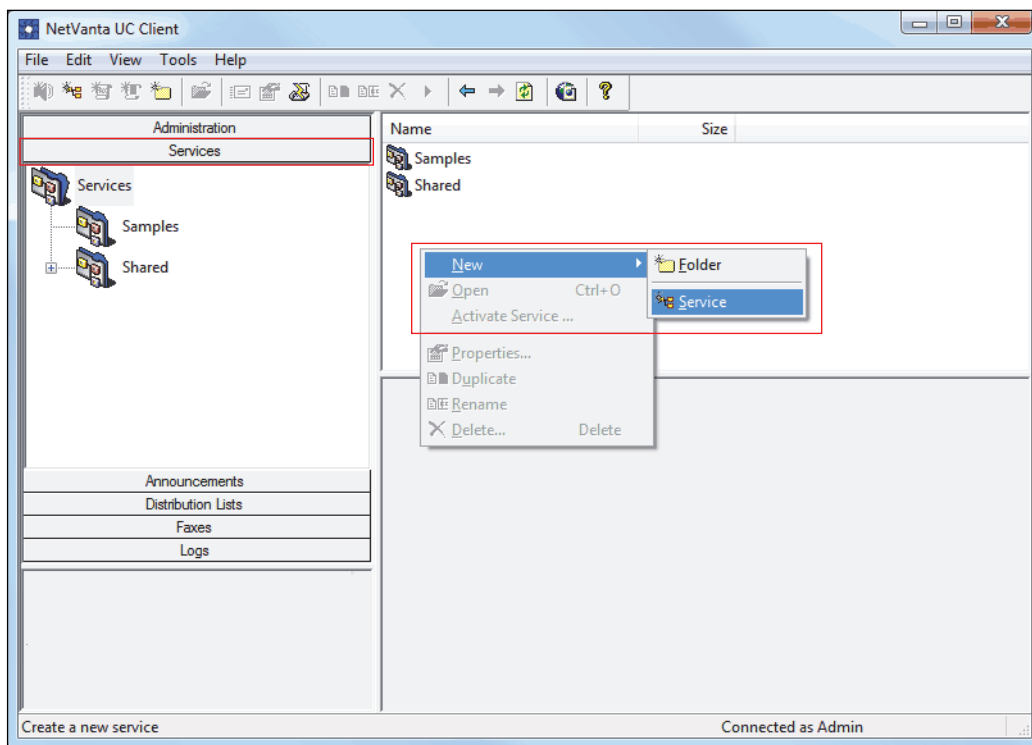 NetVanta UC Client
File Edit View Tools Help
Administration
Services
Services
Samples
Shared
Announcements
Distribution Lists
Faxes
Logs
Name Size
Samples
Shared
New
Open Ctrl+O
Activate Service ...
Properties...
Duplicate
Rename
Delete... Delete
Folder
Service
Create a new service Connected as Admin